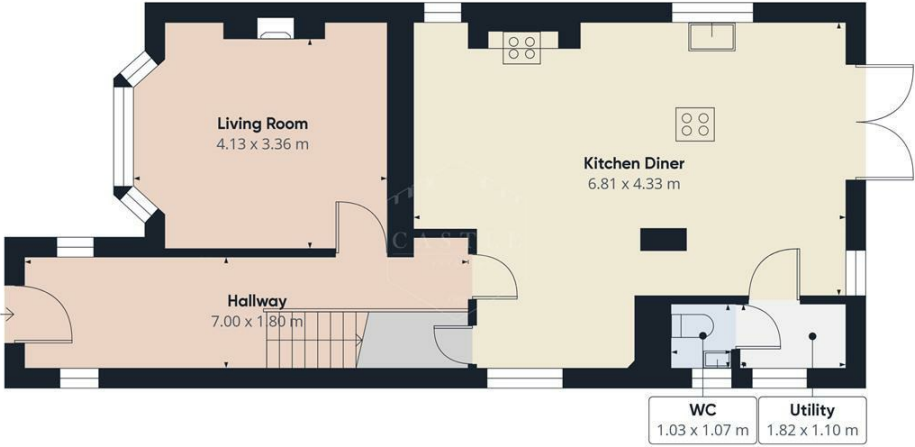 Living Room
4.13 x 3.36 m
Kitchen Diner
6.81 x 4.33 m
Hallway
7.00 x 1.80 m
WC
1.03 x 1.07 m
Utility
1.82 x 1.10 m